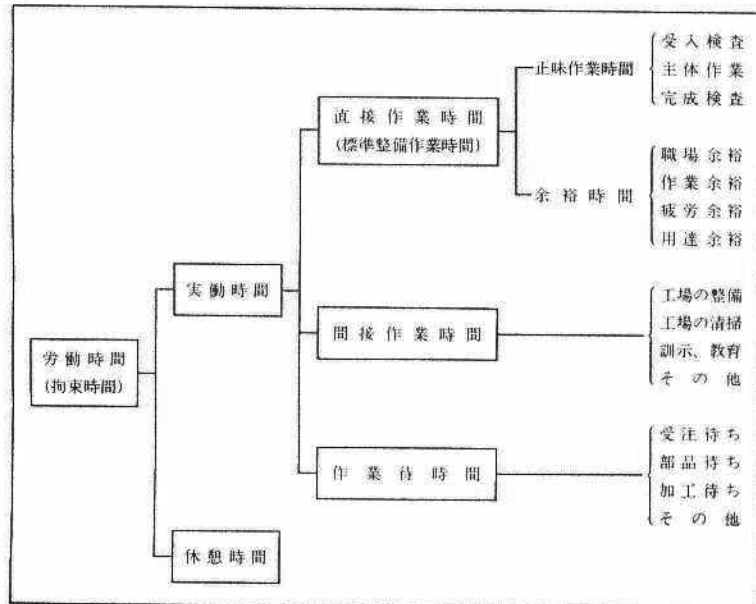 受入検査
正味作業時間
主体作業
完成検査
直接作業時間
(標準整備作業時間)
職場余裕
作業余裕
余裕時間
疲労余裕
用達余裕
実働時間
工場の整備
工場の清掃
間接作業時間
訓示、教育
その他
労働時間
(拘束時間)
受注待ち
部品待ち
作業待時間
加工待ち
その他
休憩時間